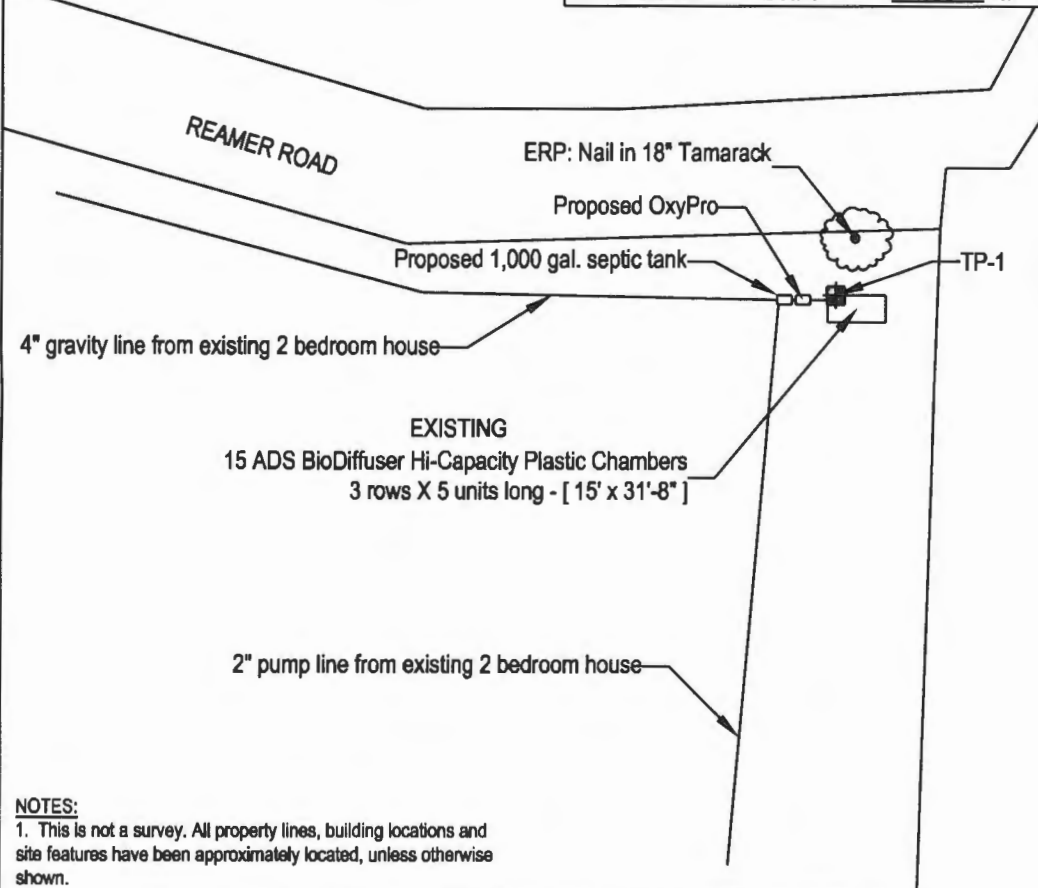 REAMER ROAD
ERP: Nail in 18" Tamarack
Proposed OxyPro
Proposed 1,000 gal. septic tank
TP-1
4" gravity line from existing 2 bedroom house
EXISTING
15 ADS BioDiffuser Hi-Capacity Plastic Chambers
3 rows X 5 units long - [ 15' x 31'-8" ]
2" pump line from existing 2 bedroom house
NOTES:
1. This is not a survey. All property lines, building locations and
site features have been approximately located, unless otherwise
shown.